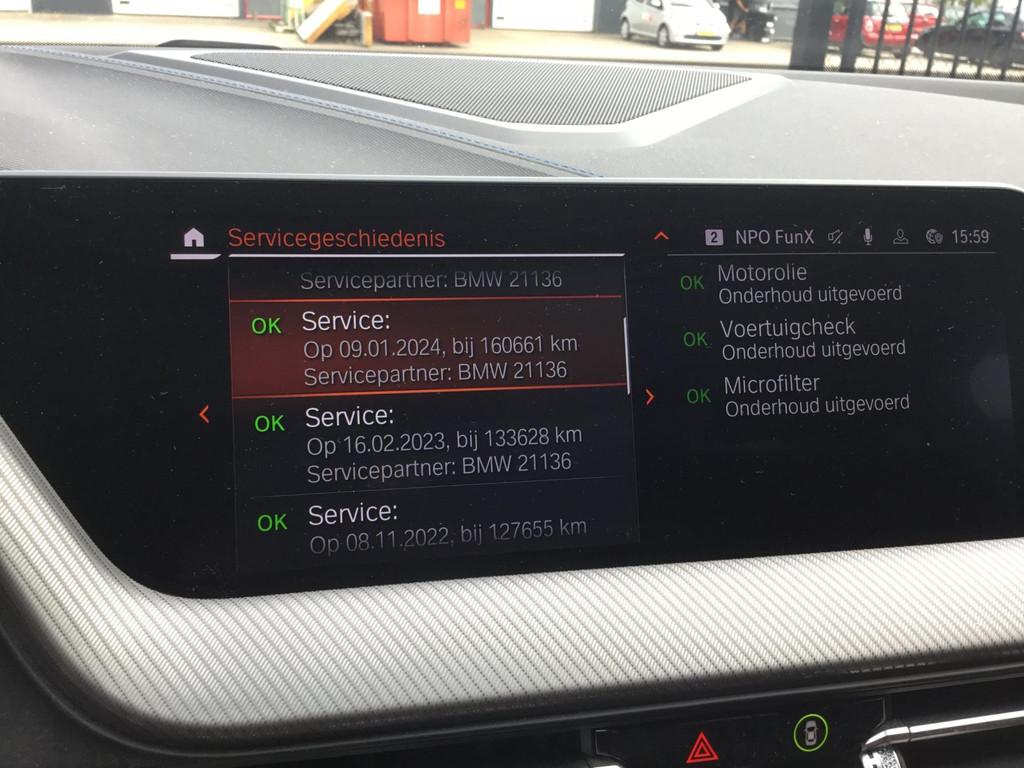 Servicegeschiedenis
2 NPO FunX 15:59
Servicepartner: BMW 21136
OK Service:
Op 09.01.2024, bij 160661 km
Servicepartner: BMW 21136
OK Service:
Op 16.02.2023, bij 133628 km
Servicepartner: BMW 21136
OK Service:
Op 08.11.2022, bij 127655 km
OK Motorolie
Onderhoud uitgevoerd
OK Voertuigcheck
Onderhoud uitgevoerd
OK Microfilter
Onderhoud uitgevoerd